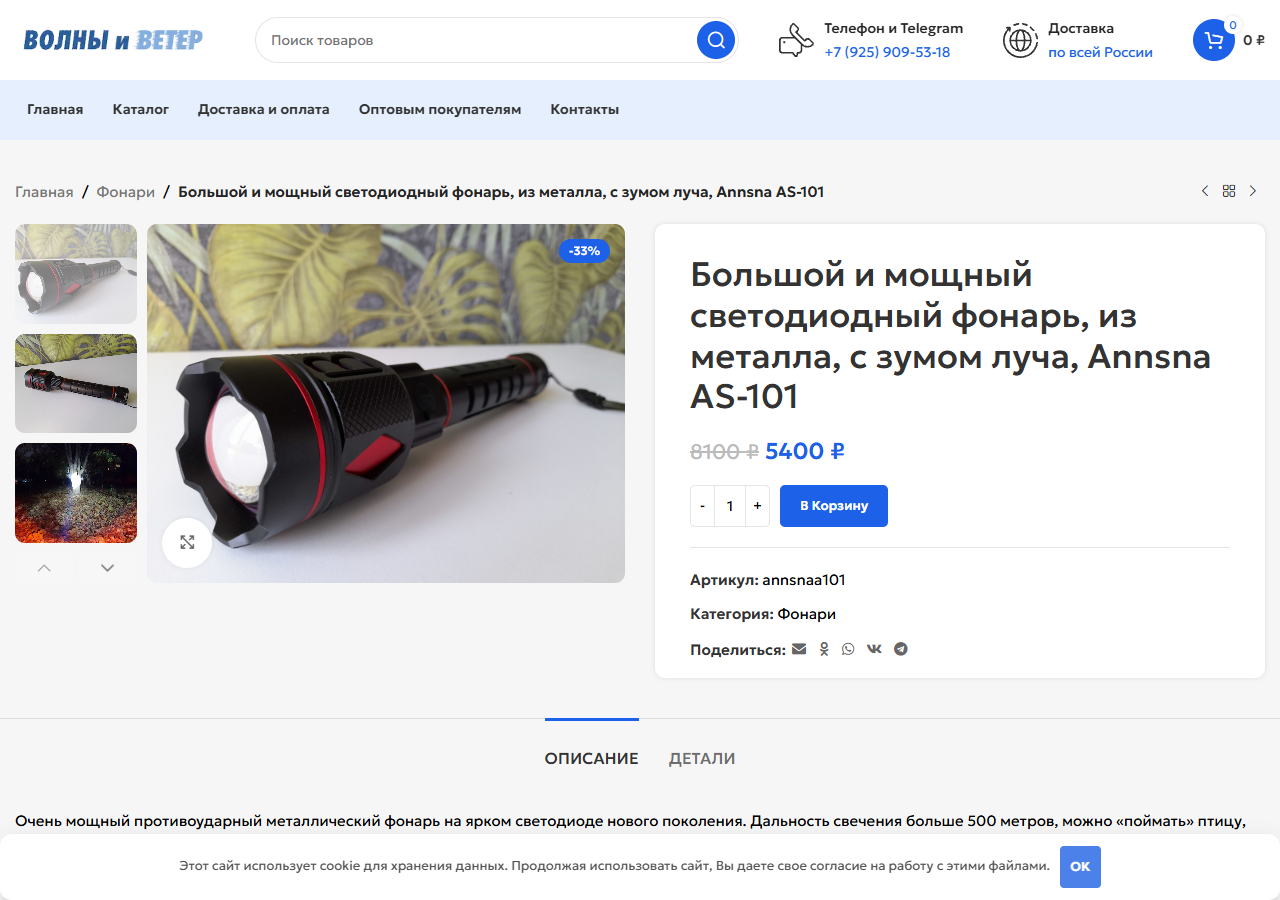 ВОЛНЫ и ВЕТЕР
Поиск товаров
Телефон и Telegram
+7 (925) 909-53-18
Доставка
по всей России
0
0 ₽
Главная
Каталог
Доставка и оплата
Оптовым покупателям
Контакты
Главная / Фонари / Большой и мощный светодиодный фонарь, из металла, с зумом луча, Annsna AS-101
-33%
Большой и мощный
светодиодный фонарь, из
металла, с зумом луча, Annsna
AS-101
8100 ₽ 5400 ₽
- 1 +
В Корзину
Артикул: annsnaa101
Категория: Фонари
Поделиться:
ОПИСАНИЕ
ДЕТАЛИ
Очень мощный противоударный металлический фонарь на ярком светодиоде нового поколения. Дальность свечения больше 500 метров, можно «поймать» птицу,
Этот сайт использует cookie для хранения данных. Продолжая использовать сайт, Вы даете свое согласие на работу с этими файлами.
OK